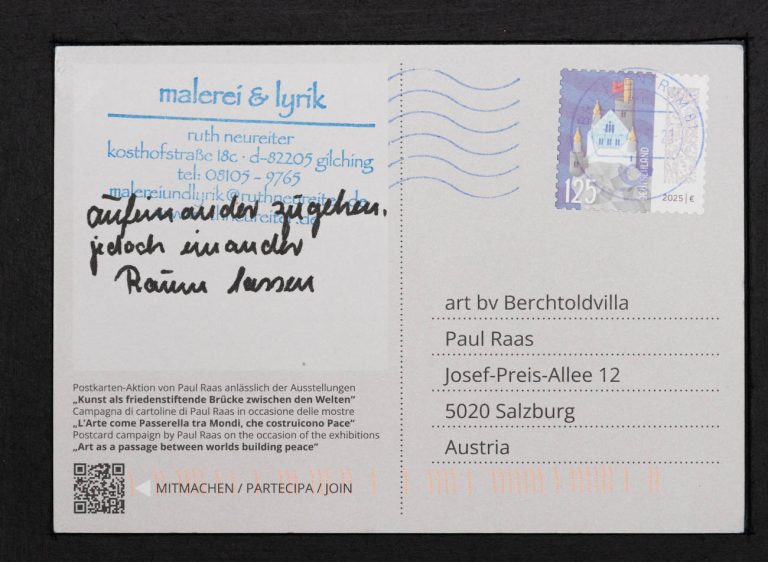 malerei & lyrik
ruth neureiter
kosthofstraße 18c · d-82205 gilching
tel: 08105 - 9765
malereiundlyrik@ruthneureiter.de
aufeinander zugehen,
jedoch einander
Raum lassen
Postkarten-Aktion von Paul Raas anlässlich der Ausstellungen
„Kunst als friedenstiftende Brücke zwischen den Welten“
Campagna di cartoline di Paul Raas in occasione delle mostre
„L'Arte come Passerella tra Mondi, che costruicono Pace“
Postcard campaign by Paul Raas on the occasion of the exhibitions
„Art as a passage between worlds building peace“
MITMACHEN / PARTECIPA / JOIN
125
2025 | €
art bv Berchtoldvilla
Paul Raas
Josef-Preis-Allee 12
5020 Salzburg
Austria